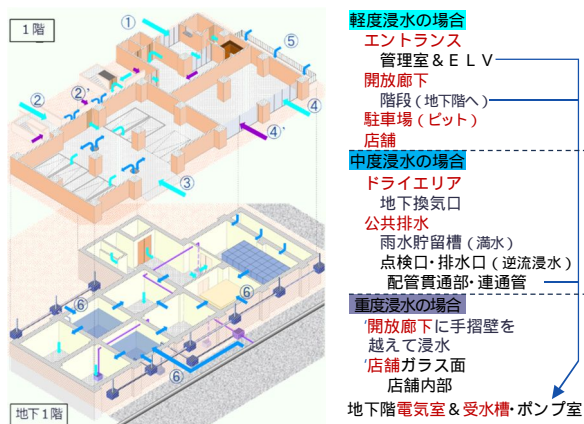 1階
①
⑤
②
②'
④
④'
③
⑥
⑥
⑥
地下1階
軽度浸水の場合
エントランス
管理室&ELV
開放廊下
階段(地下階へ)
駐車場(ピット)
店舗
中度浸水の場合
ドライエリア
地下換気口
公共排水
雨水貯留槽(満水)
点検口・排水口(逆流浸水)
配管貫通部・連通管
重度浸水の場合
'開放廊下に手摺壁を
越えて浸水
'店舗ガラス面
店舗内部
地下階電気室&受水槽・ポンプ室